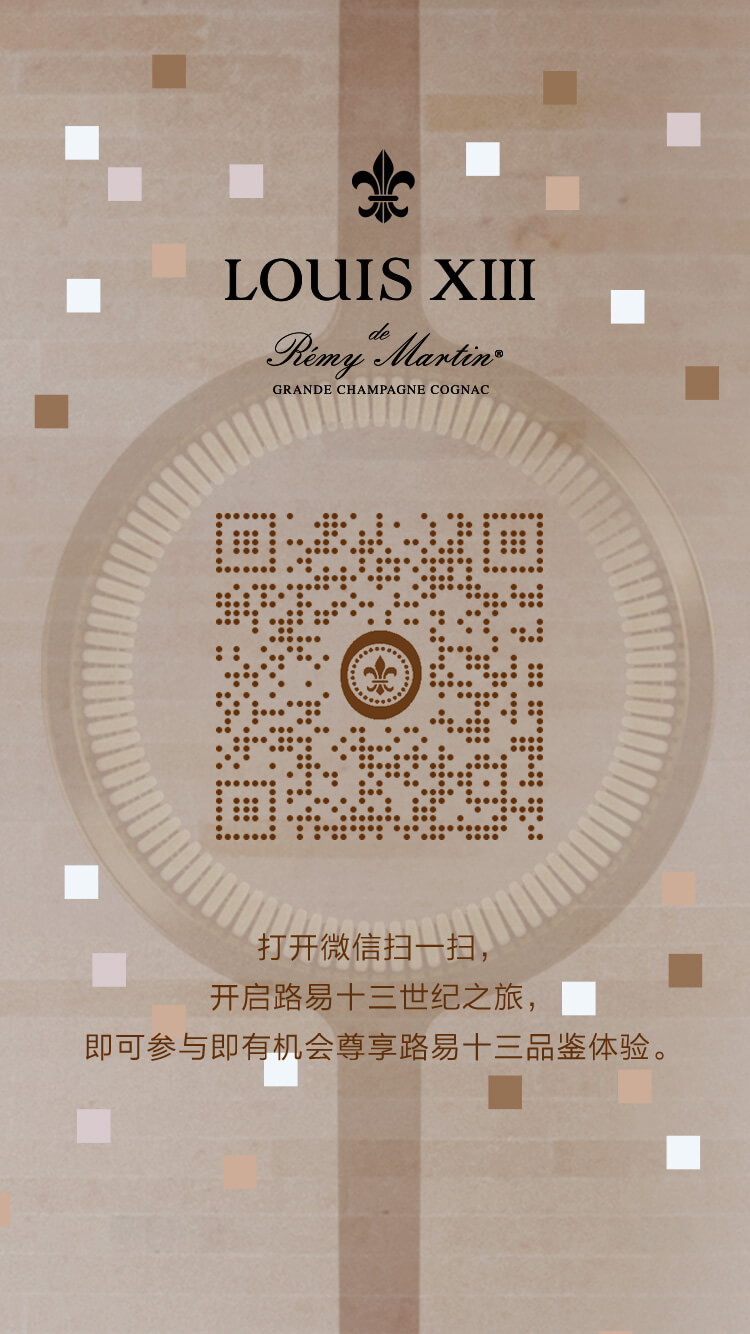 LOUIS XIII
de
Rémy Martin®
GRANDE CHAMPAGNE COGNAC
打开微信扫一扫，
开启路易十三世纪之旅，
即可参与即有机会尊享路易十三品鉴体验。